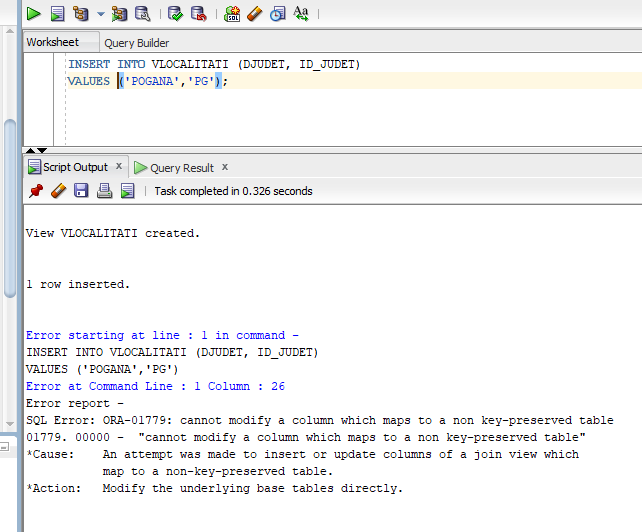 Worksheet Query Builder
INSERT INTO VLOCALITATI (DJUDET, ID_JUDET)
VALUES ('POGANA','PG');
Script Output x Query Result x
Task completed in 0.326 seconds
View VLOCALITATI created.
1 row inserted.
Error starting at line : 1 in command -
INSERT INTO VLOCALITATI (DJUDET, ID_JUDET)
VALUES ('POGANA','PG')
Error at Command Line : 1 Column : 26
Error report -
SQL Error: ORA-01779: cannot modify a column which maps to a non key-preserved table
01779. 00000 -  "cannot modify a column which maps to a non key-preserved table"
*Cause:    An attempt was made to insert or update columns of a join view which
map to a non-key-preserved table.
*Action:   Modify the underlying base tables directly.